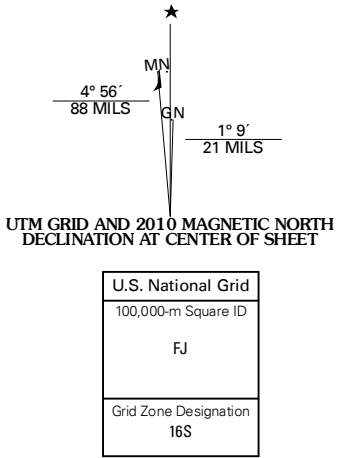 ★
MN
4° 56´
88 MILS
GN
1° 9´
21 MILS
UTM GRID AND 2010 MAGNETIC NORTH
DECLINATION AT CENTER OF SHEET
U.S. National Grid
100,000-m Square ID
FJ
Grid Zone Designation
16S